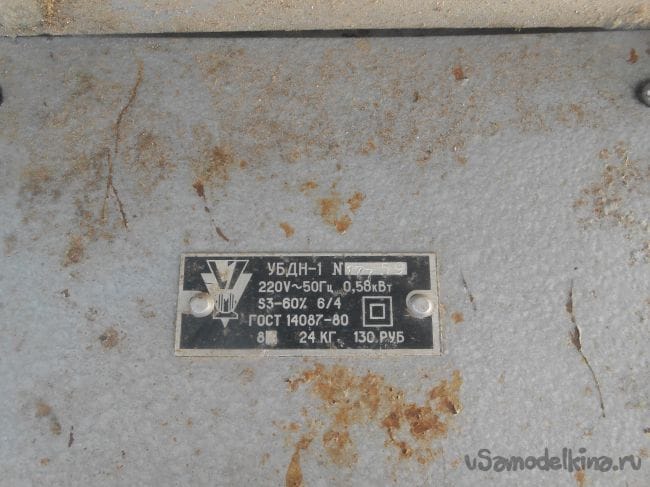 УБДН-1 N
220V~50Гц 0,58кВт
S3-60% 6/4
ГОСТ 14087-80
24 КГ 130 РУБ
uSamodelkina.ru